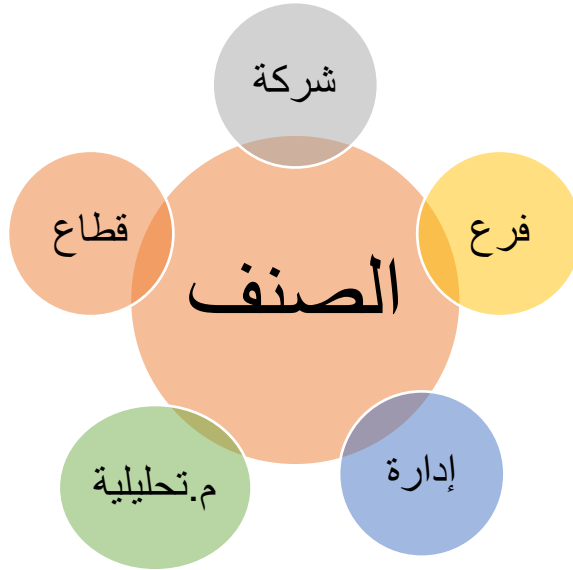 شركة
فرع
قطاع
الصنف
إدارة
م.تحليلية